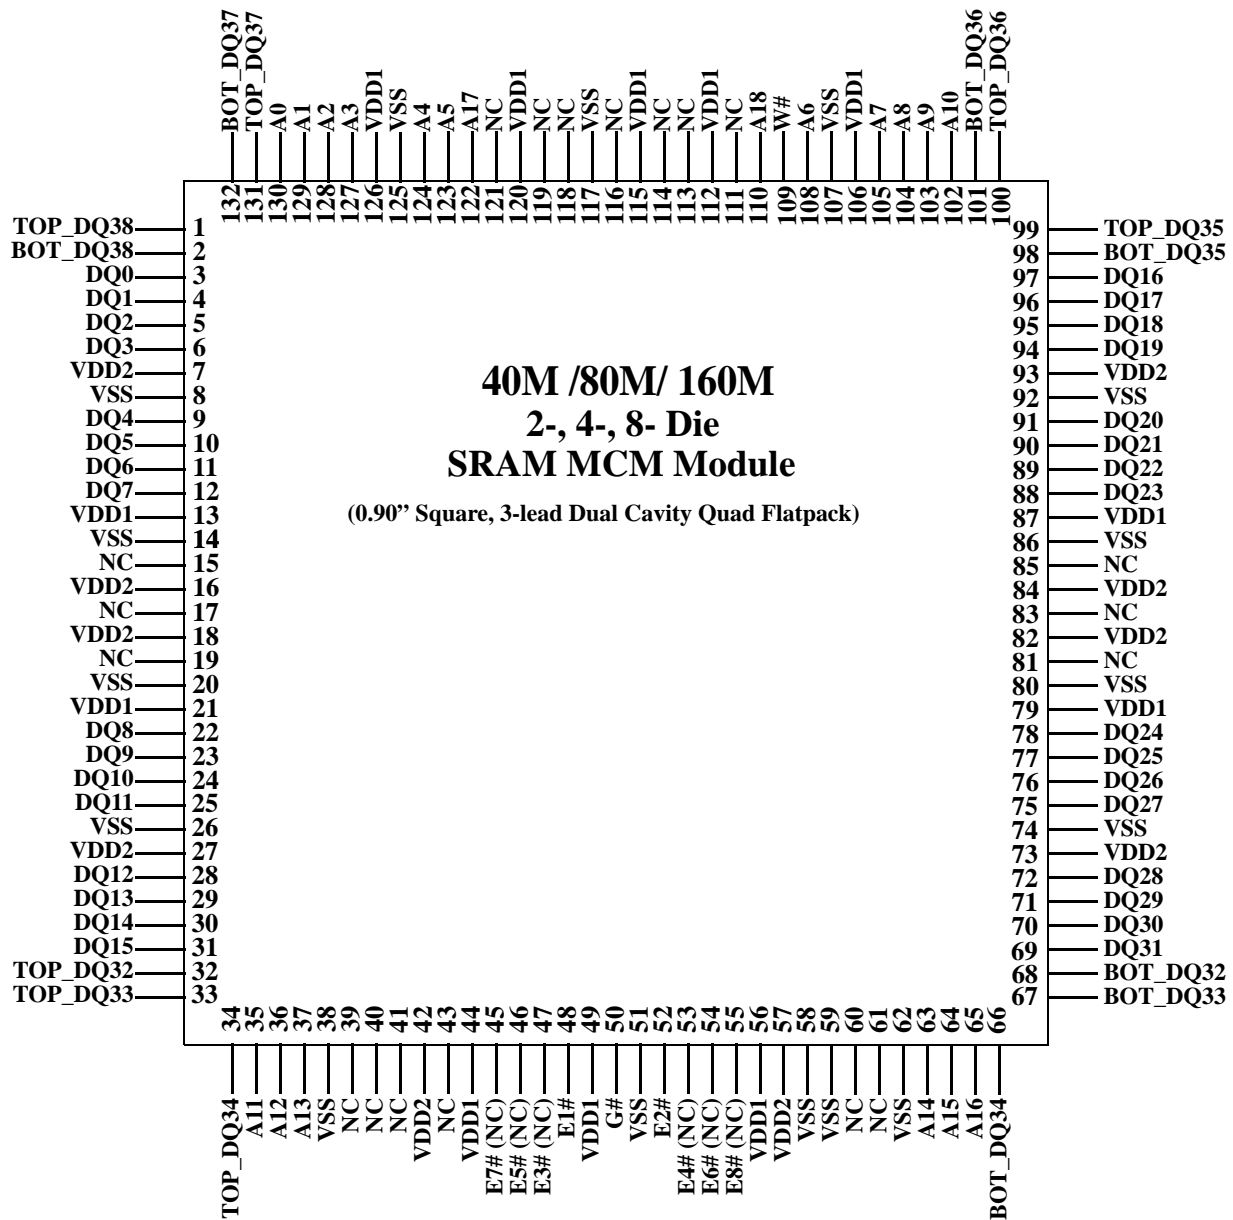 BOT_DQ37
TOP_DQ37
A0
A1
A2
A3
VDD1
VSS
A4
A5
A17
NC
VDD1
NC
NC
VSS
NC
VDD1
NC
NC
VDD1
NC
A18
W#
A6
VSS
VDD1
A7
A8
A9
A10
BOT_DQ36
TOP_DQ36
132
131
130
129
128
127
126
125
124
123
122
121
120
119
118
117
116
115
114
113
112
111
110
109
108
107
106
105
104
103
102
101
100
TOP_DQ38 1
BOT_DQ38 2
DQ0 3
DQ1 4
DQ2 5
DQ3 6
VDD2 7
VSS 8
DQ4 9
DQ5 10
DQ6 11
DQ7 12
VDD1 13
VSS 14
NC 15
VDD2 16
NC 17
VDD2 18
NC 19
VSS 20
VDD1 21
DQ8 22
DQ9 23
DQ10 24
DQ11 25
VSS 26
VDD2 27
DQ12 28
DQ13 29
DQ14 30
DQ15 31
TOP_DQ32 32
TOP_DQ33 33
40M /80M/ 160M
2-, 4-, 8- Die
SRAM MCM Module
(0.90” Square, 3-lead Dual Cavity Quad Flatpack)
99 TOP_DQ35
98 BOT_DQ35
97 DQ16
96 DQ17
95 DQ18
94 DQ19
93 VDD2
92 VSS
91 DQ20
90 DQ21
89 DQ22
88 DQ23
87 VDD1
86 VSS
85 NC
84 VDD2
83 NC
82 VDD2
81 NC
80 VSS
79 VDD1
78 DQ24
77 DQ25
76 DQ26
75 DQ27
74 VSS
73 VDD2
72 DQ28
71 DQ29
70 DQ30
69 DQ31
68 BOT_DQ32
67 BOT_DQ33
34
35
36
37
38
39
40
41
42
43
44
45
46
47
48
49
50
51
52
53
54
55
56
57
58
59
60
61
62
63
64
65
66
TOP_DQ34
A11
A12
A13
VSS
NC
NC
NC
VDD2
NC
VDD1
E7# (NC)
E5# (NC)
E3# (NC)
E1#
VDD1
G#
VSS
E2#
E4# (NC)
E6# (NC)
E8# (NC)
VDD1
VDD2
VSS
VSS
NC
NC
VSS
A14
A15
A16
BOT_DQ34